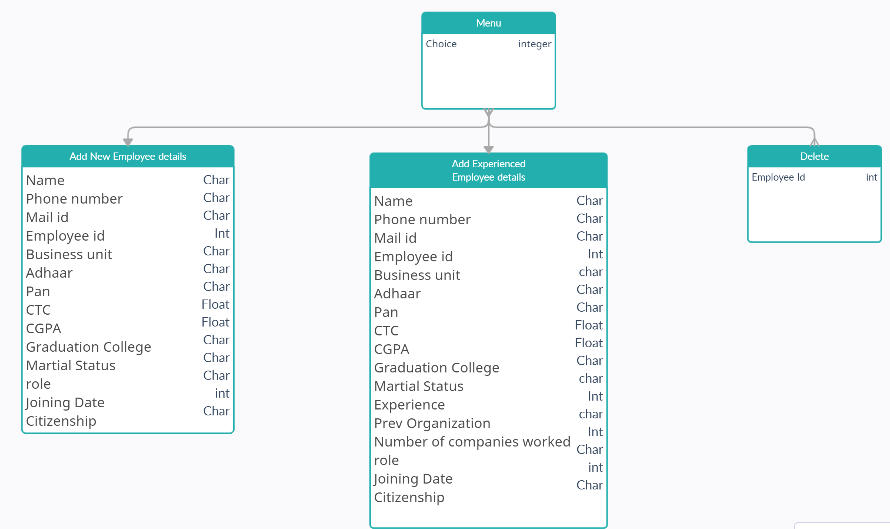 Menu
Choice integer
Add New Employee details
Name Char
Phone number Char
Mail id Char
Employee id Int
Business unit Char
Adhaar Char
Pan Char
CTC Float
CGPA Float
Graduation College Char
Martial Status Char
role Char
Joining Date int
Citizenship Char
Add Experienced
Employee details
Name Char
Phone number Char
Mail id Char
Employee id Int
Business unit char
Adhaar Char
Pan Char
CTC Float
CGPA Float
Graduation College Char
Martial Status char
Experience Int
Prev Organization char
Number of companies worked Int
role Char
Joining Date int
Citizenship Char
Delete
Employee Id int